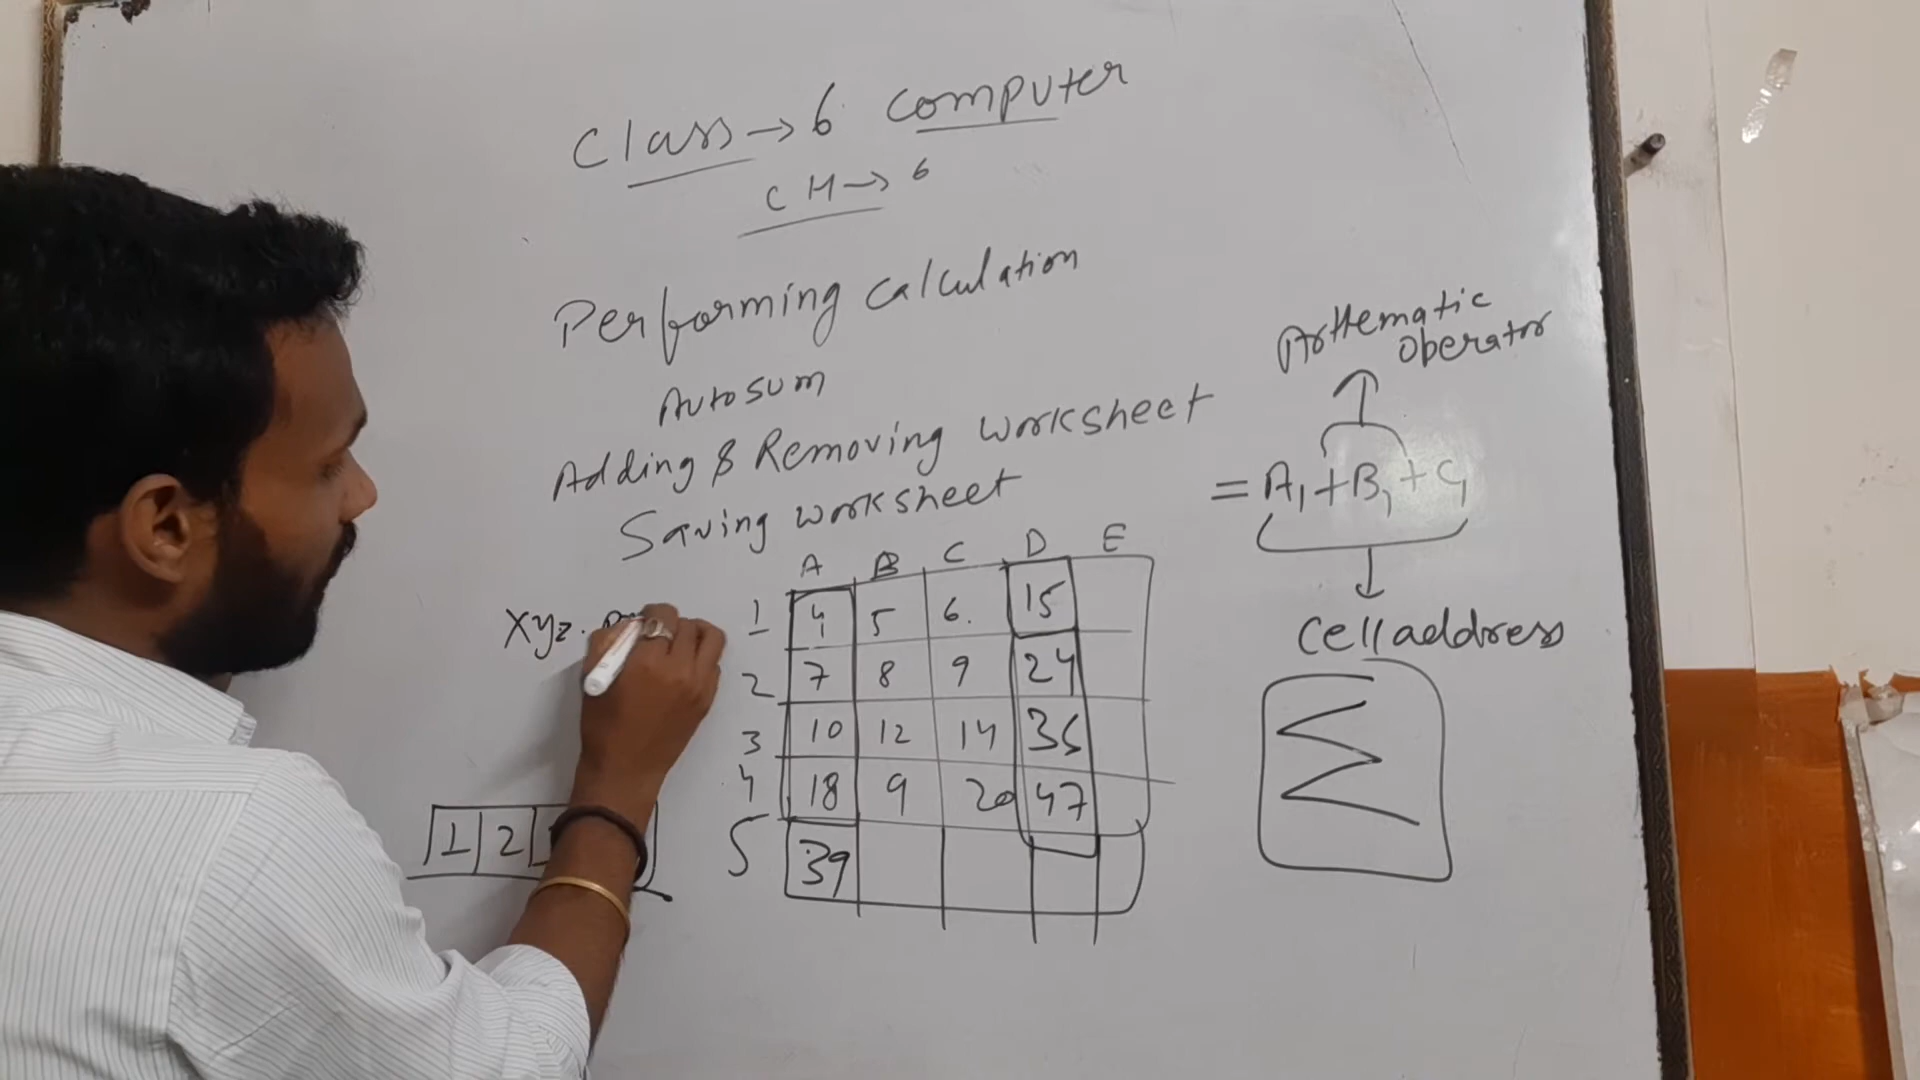 Class → 6 Computer
CH → 6
Performing Calculation
Autosum
Adding & Removing Worksheet
Saving Worksheet
Arthematic
Operator
= A1 + B1 + C1
Cell address
Σ
Xyz.
A B C D E
1 4 5 6. 15
2 7 8 9 24
3 10 12 14 36
4 18 9 20 47
5 39
1 2